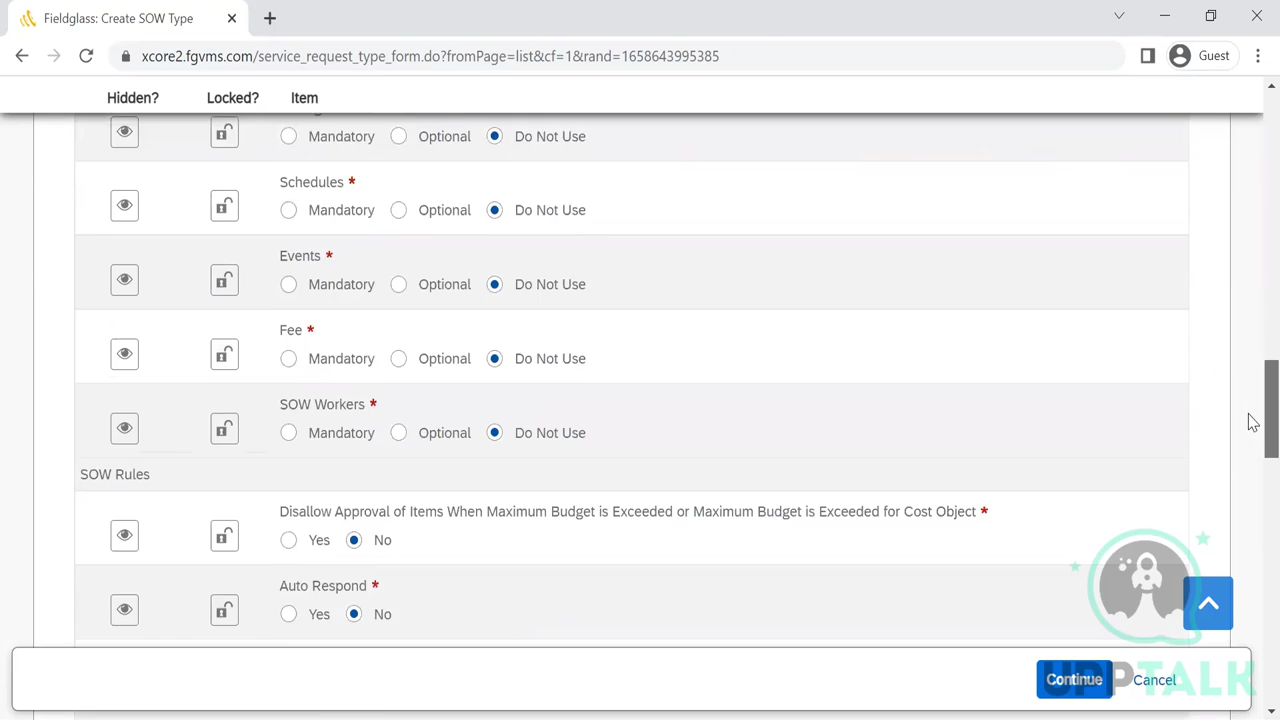 Fieldglass: Create SOW Type
xcore2.fgvms.com/service_request_type_form.do?fromPage=list&cf=1&rand=1658643995385
Guest
Hidden? Locked? Item
Mandatory Optional Do Not Use
Schedules *
Mandatory Optional Do Not Use
Events *
Mandatory Optional Do Not Use
Fee *
Mandatory Optional Do Not Use
SOW Workers *
Mandatory Optional Do Not Use
SOW Rules
Disallow Approval of Items When Maximum Budget is Exceeded or Maximum Budget is Exceeded for Cost Object *
Yes No
Auto Respond *
Yes No
Continue Cancel
UPPTALK